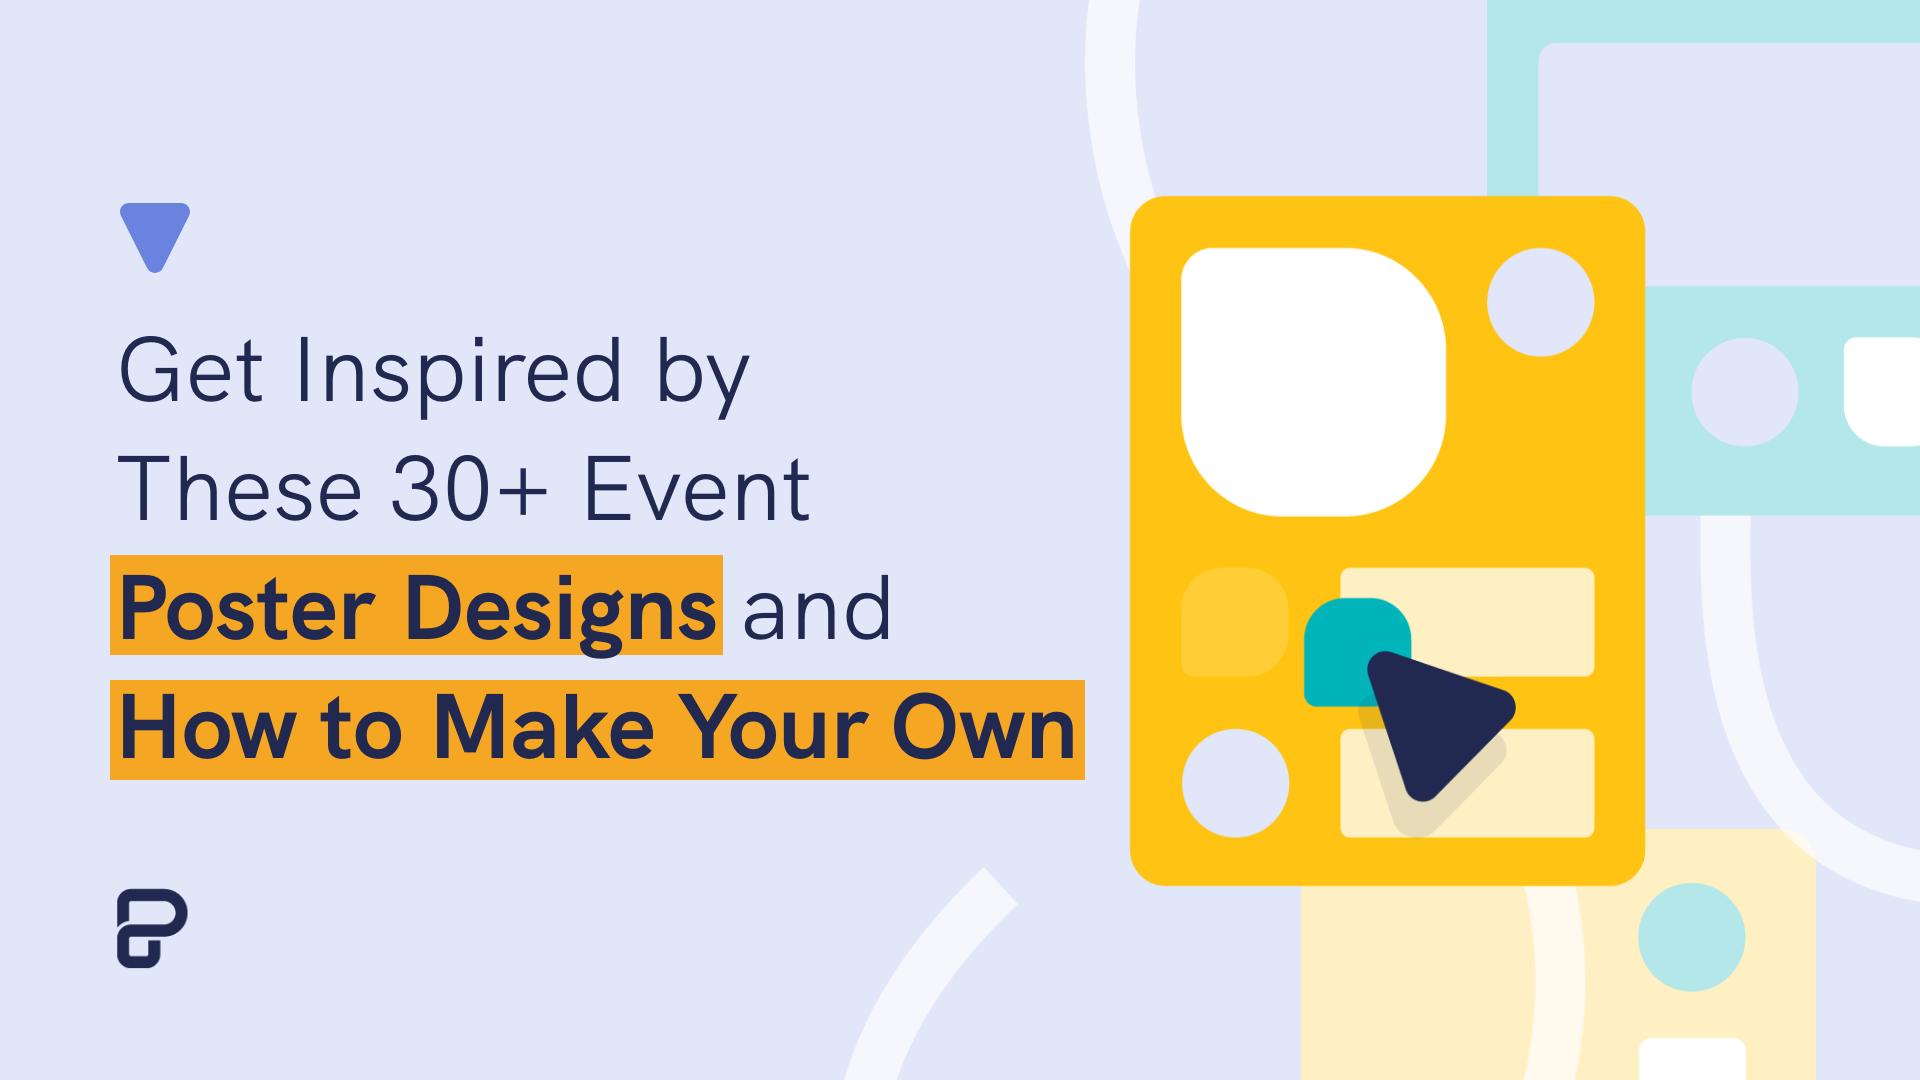 Get Inspired by
These 30+ Event
Poster Designs and
How to Make Your Own